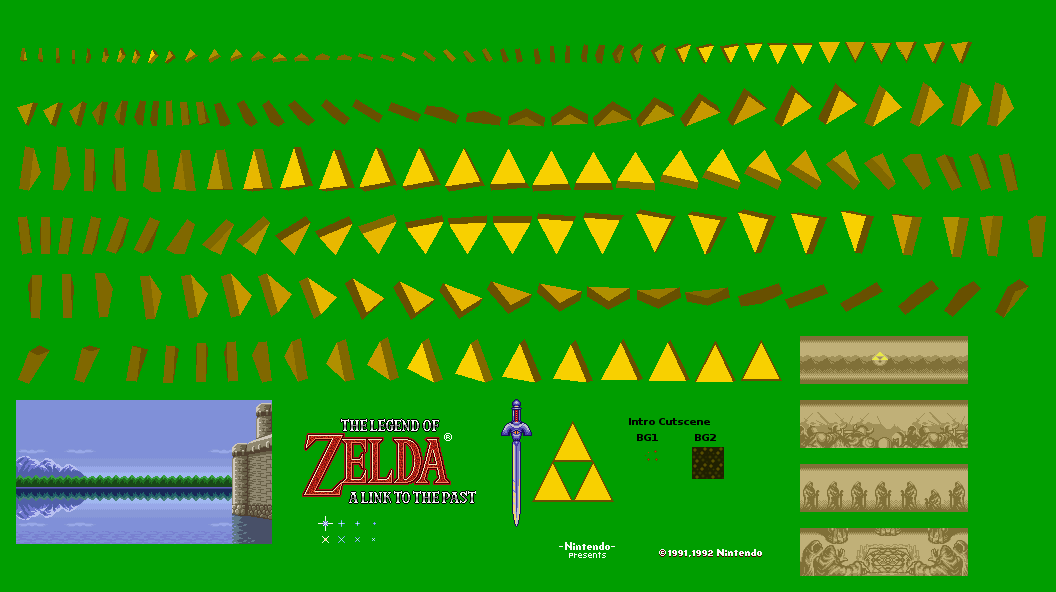 THE LEGEND OF
ZELDA®
A LINK TO THE PAST
Intro Cutscene
BG1 BG2
-Nintendo-
Presents
©1991,1992 Nintendo